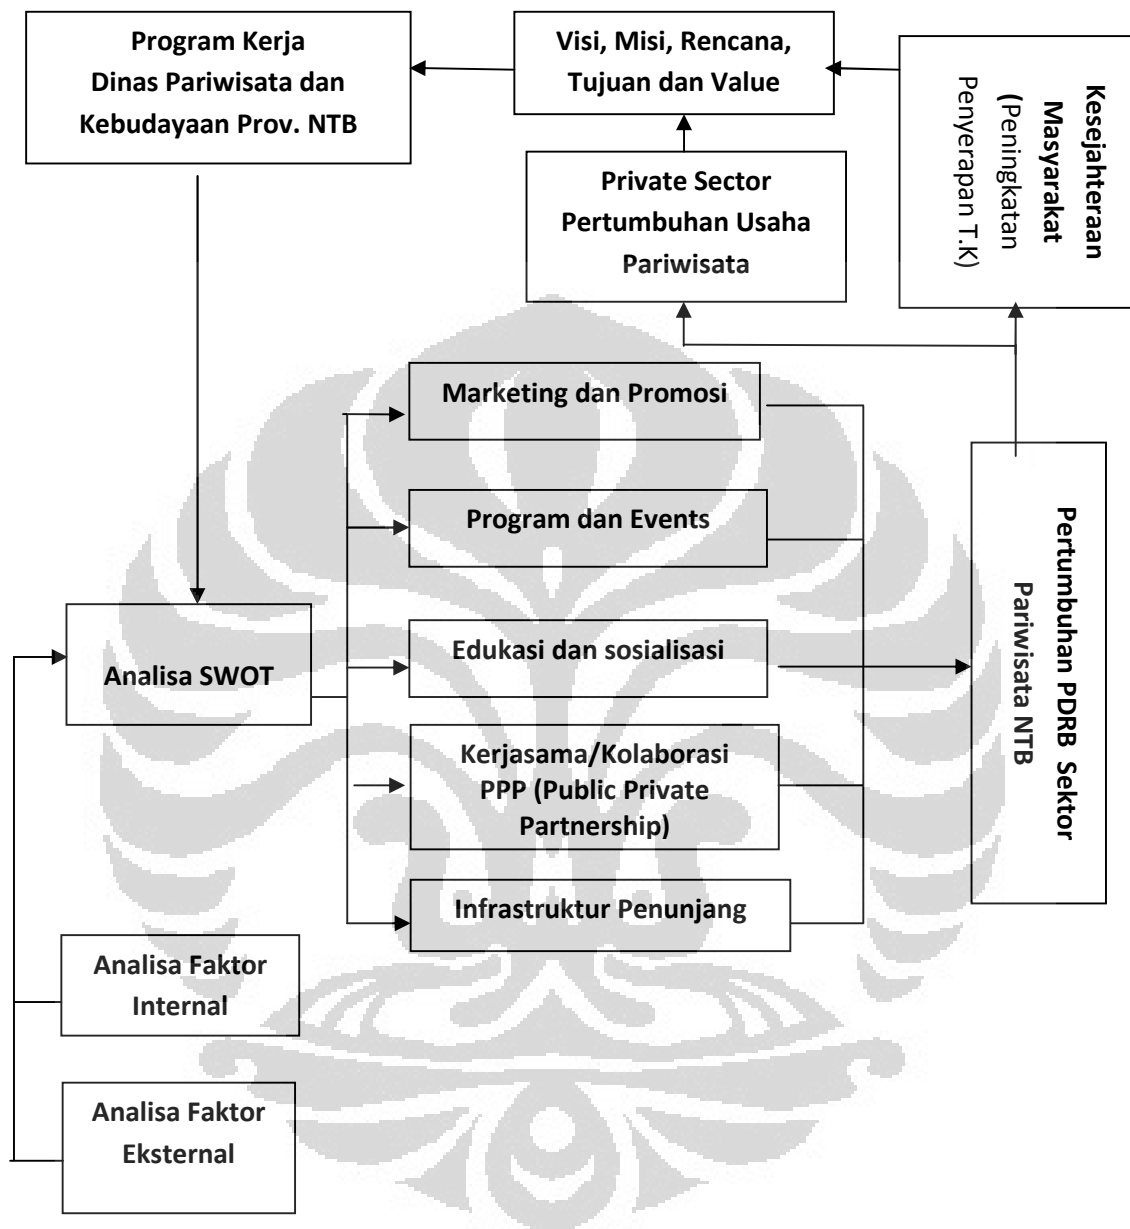 Program Kerja
Dinas Pariwisata dan
Kebudayaan Prov. NTB
Visi, Misi, Rencana,
Tujuan dan Value
Kesejahteraan
Masyarakat
(Peningkatan
Penyerapan T.K)
Private Sector
Pertumbuhan Usaha
Pariwisata
Marketing dan Promosi
Program dan Events
Edukasi dan sosialisasi
Kerjasama/Kolaborasi
PPP (Public Private
Partnership)
Infrastruktur Penunjang
Pertumbuhan PDRB Sektor
Pariwisata NTB
Analisa SWOT
Analisa Faktor
Internal
Analisa Faktor
Eksternal